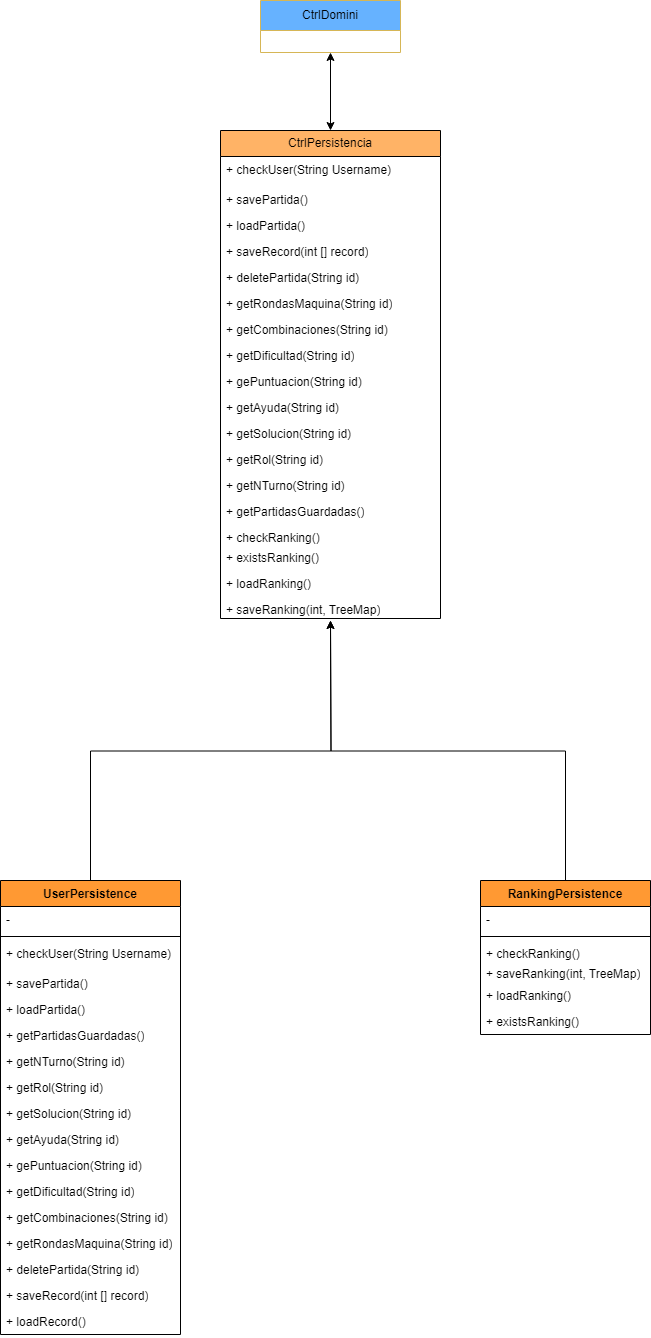 CtrlDomini
CtrlPersistencia
+ checkUser(String Username)
+ savePartida()
+ loadPartida()
+ saveRecord(int [] record)
+ deletePartida(String id)
+ getRondasMaquina(String id)
+ getCombinaciones(String id)
+ getDificultad(String id)
+ gePuntuacion(String id)
+ getAyuda(String id)
+ getSolucion(String id)
+ getRol(String id)
+ getNTurno(String id)
+ getPartidasGuardadas()
+ checkRanking()
+ existsRanking()
+ loadRanking()
+ saveRanking(int, TreeMap)
UserPersistence
-
+ checkUser(String Username)
+ savePartida()
+ loadPartida()
+ getPartidasGuardadas()
+ getNTurno(String id)
+ getRol(String id)
+ getSolucion(String id)
+ getAyuda(String id)
+ gePuntuacion(String id)
+ getDificultad(String id)
+ getCombinaciones(String id)
+ getRondasMaquina(String id)
+ deletePartida(String id)
+ saveRecord(int [] record)
+ loadRecord()
RankingPersistence
-
+ checkRanking()
+ saveRanking(int, TreeMap)
+ loadRanking()
+ existsRanking()